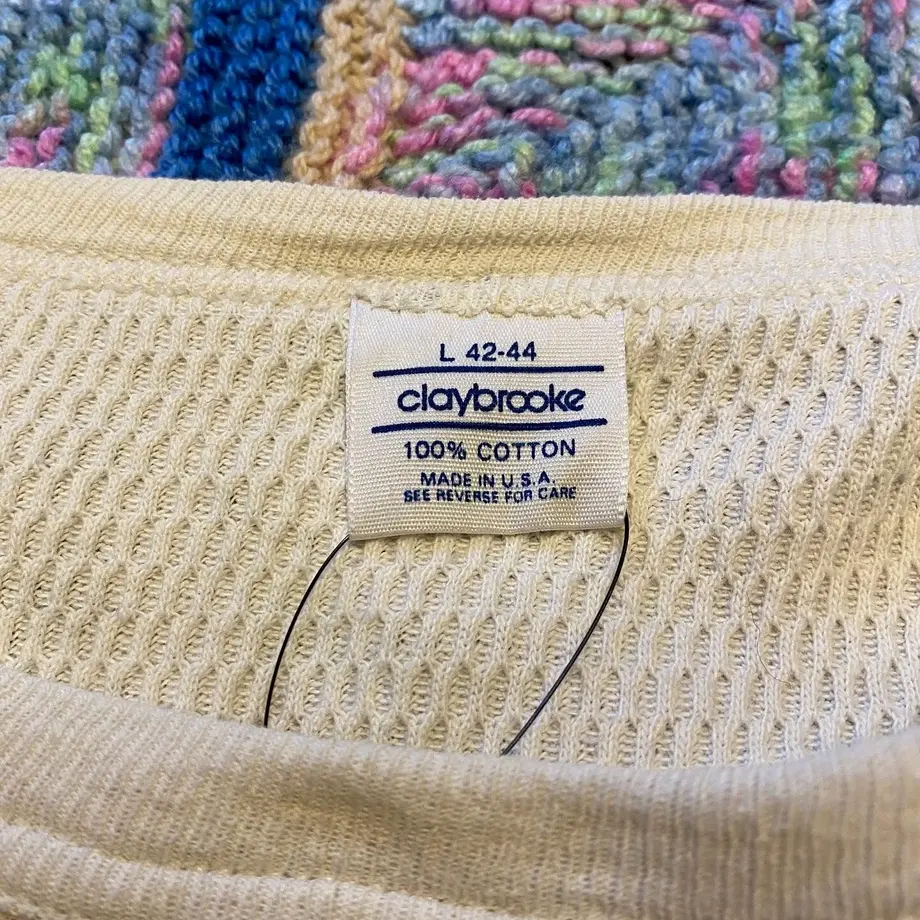 L 42-44
claybrooke
100% COTTON
MADE IN U.S.A.
SEE REVERSE FOR CARE